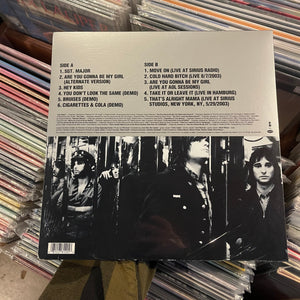 SIDE A
1. SGT. MAJOR
2. ARE YOU GONNA BE MY GIRL
(ALTERNATE VERSION)
3. HEY KIDS
4. YOU DON'T LOOK THE SAME (DEMO)
5. BRUISES (DEMO)
6. CIGARETTES & COLA (DEMO)
SIDE B
1. MOVE ON (LIVE AT SIRIUS RADIO)
2. COLD HARD BITCH (LIVE 6/7/2003)
3. ARE YOU GONNA BE MY GIRL
(LIVE AT AOL SESSIONS)
4. TAKE IT OR LEAVE IT (LIVE IN HAMBURG)
5. THAT'S ALRIGHT MAMA (LIVE AT SIRIUS
STUDIOS, NEW YORK, NY, 5/29/2003)